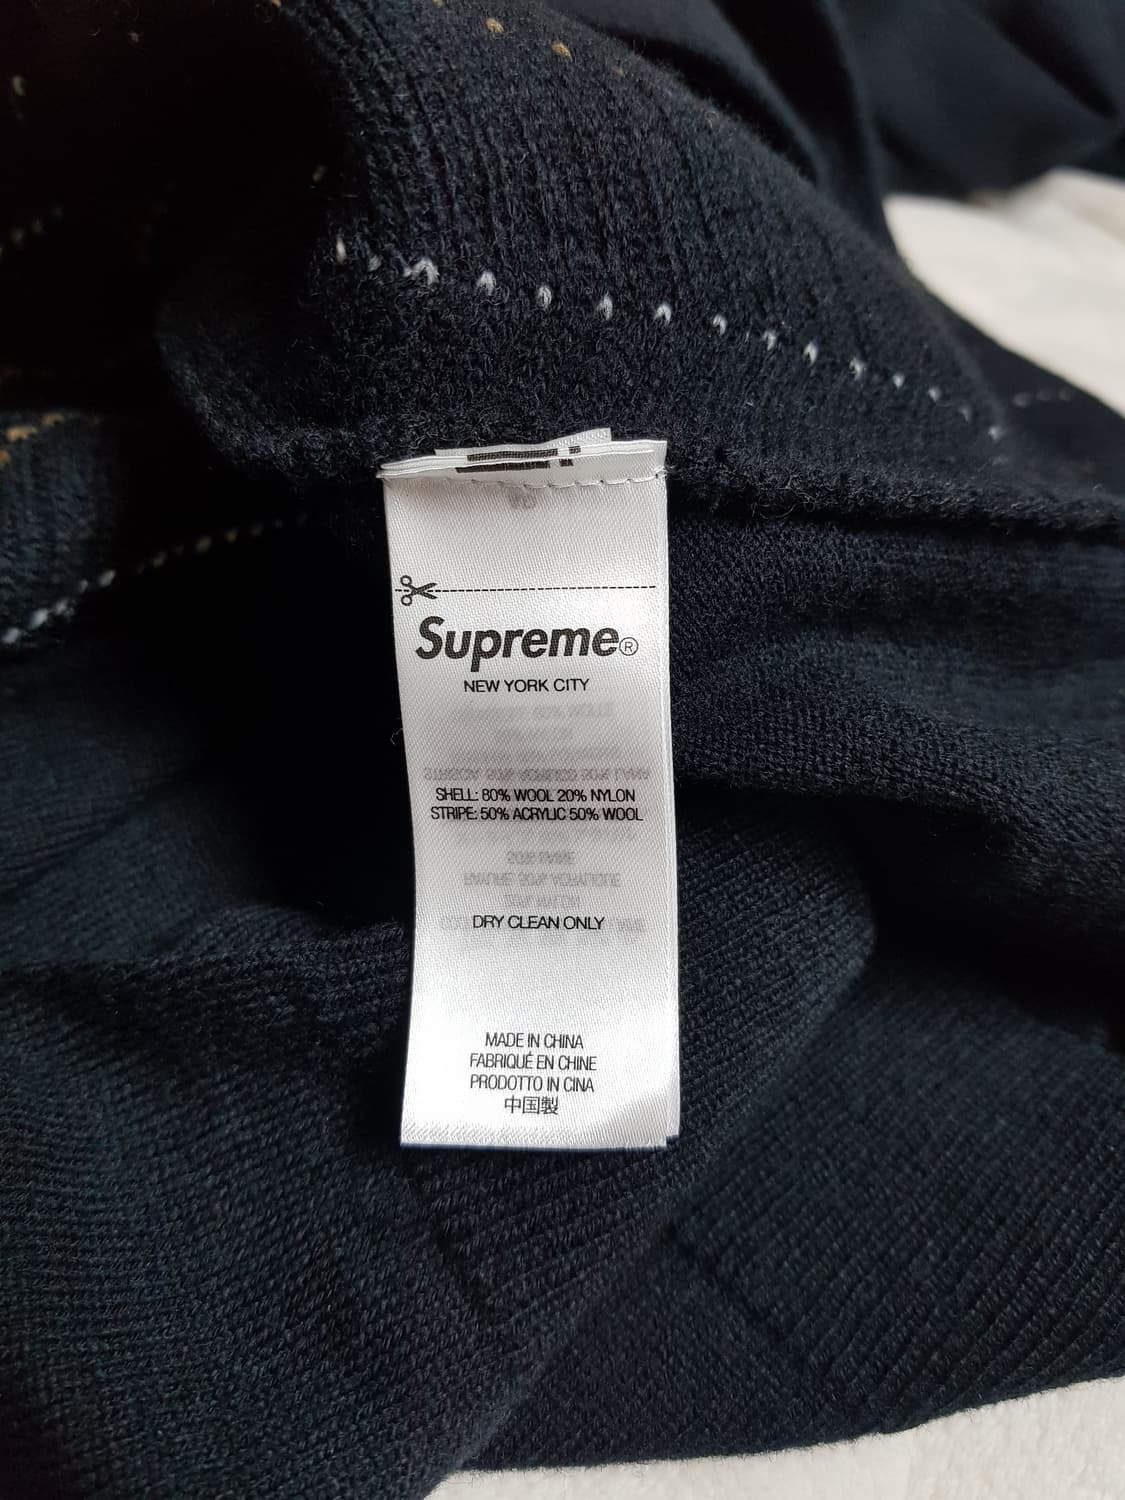 Supreme®
NEW YORK CITY
SHELL: 80% WOOL 20% NYLON
STRIPE: 50% ACRYLIC 50% WOOL
DRY CLEAN ONLY
MADE IN CHINA
FABRIQUÉ EN CHINE
PRODOTTO IN CINA
中国製